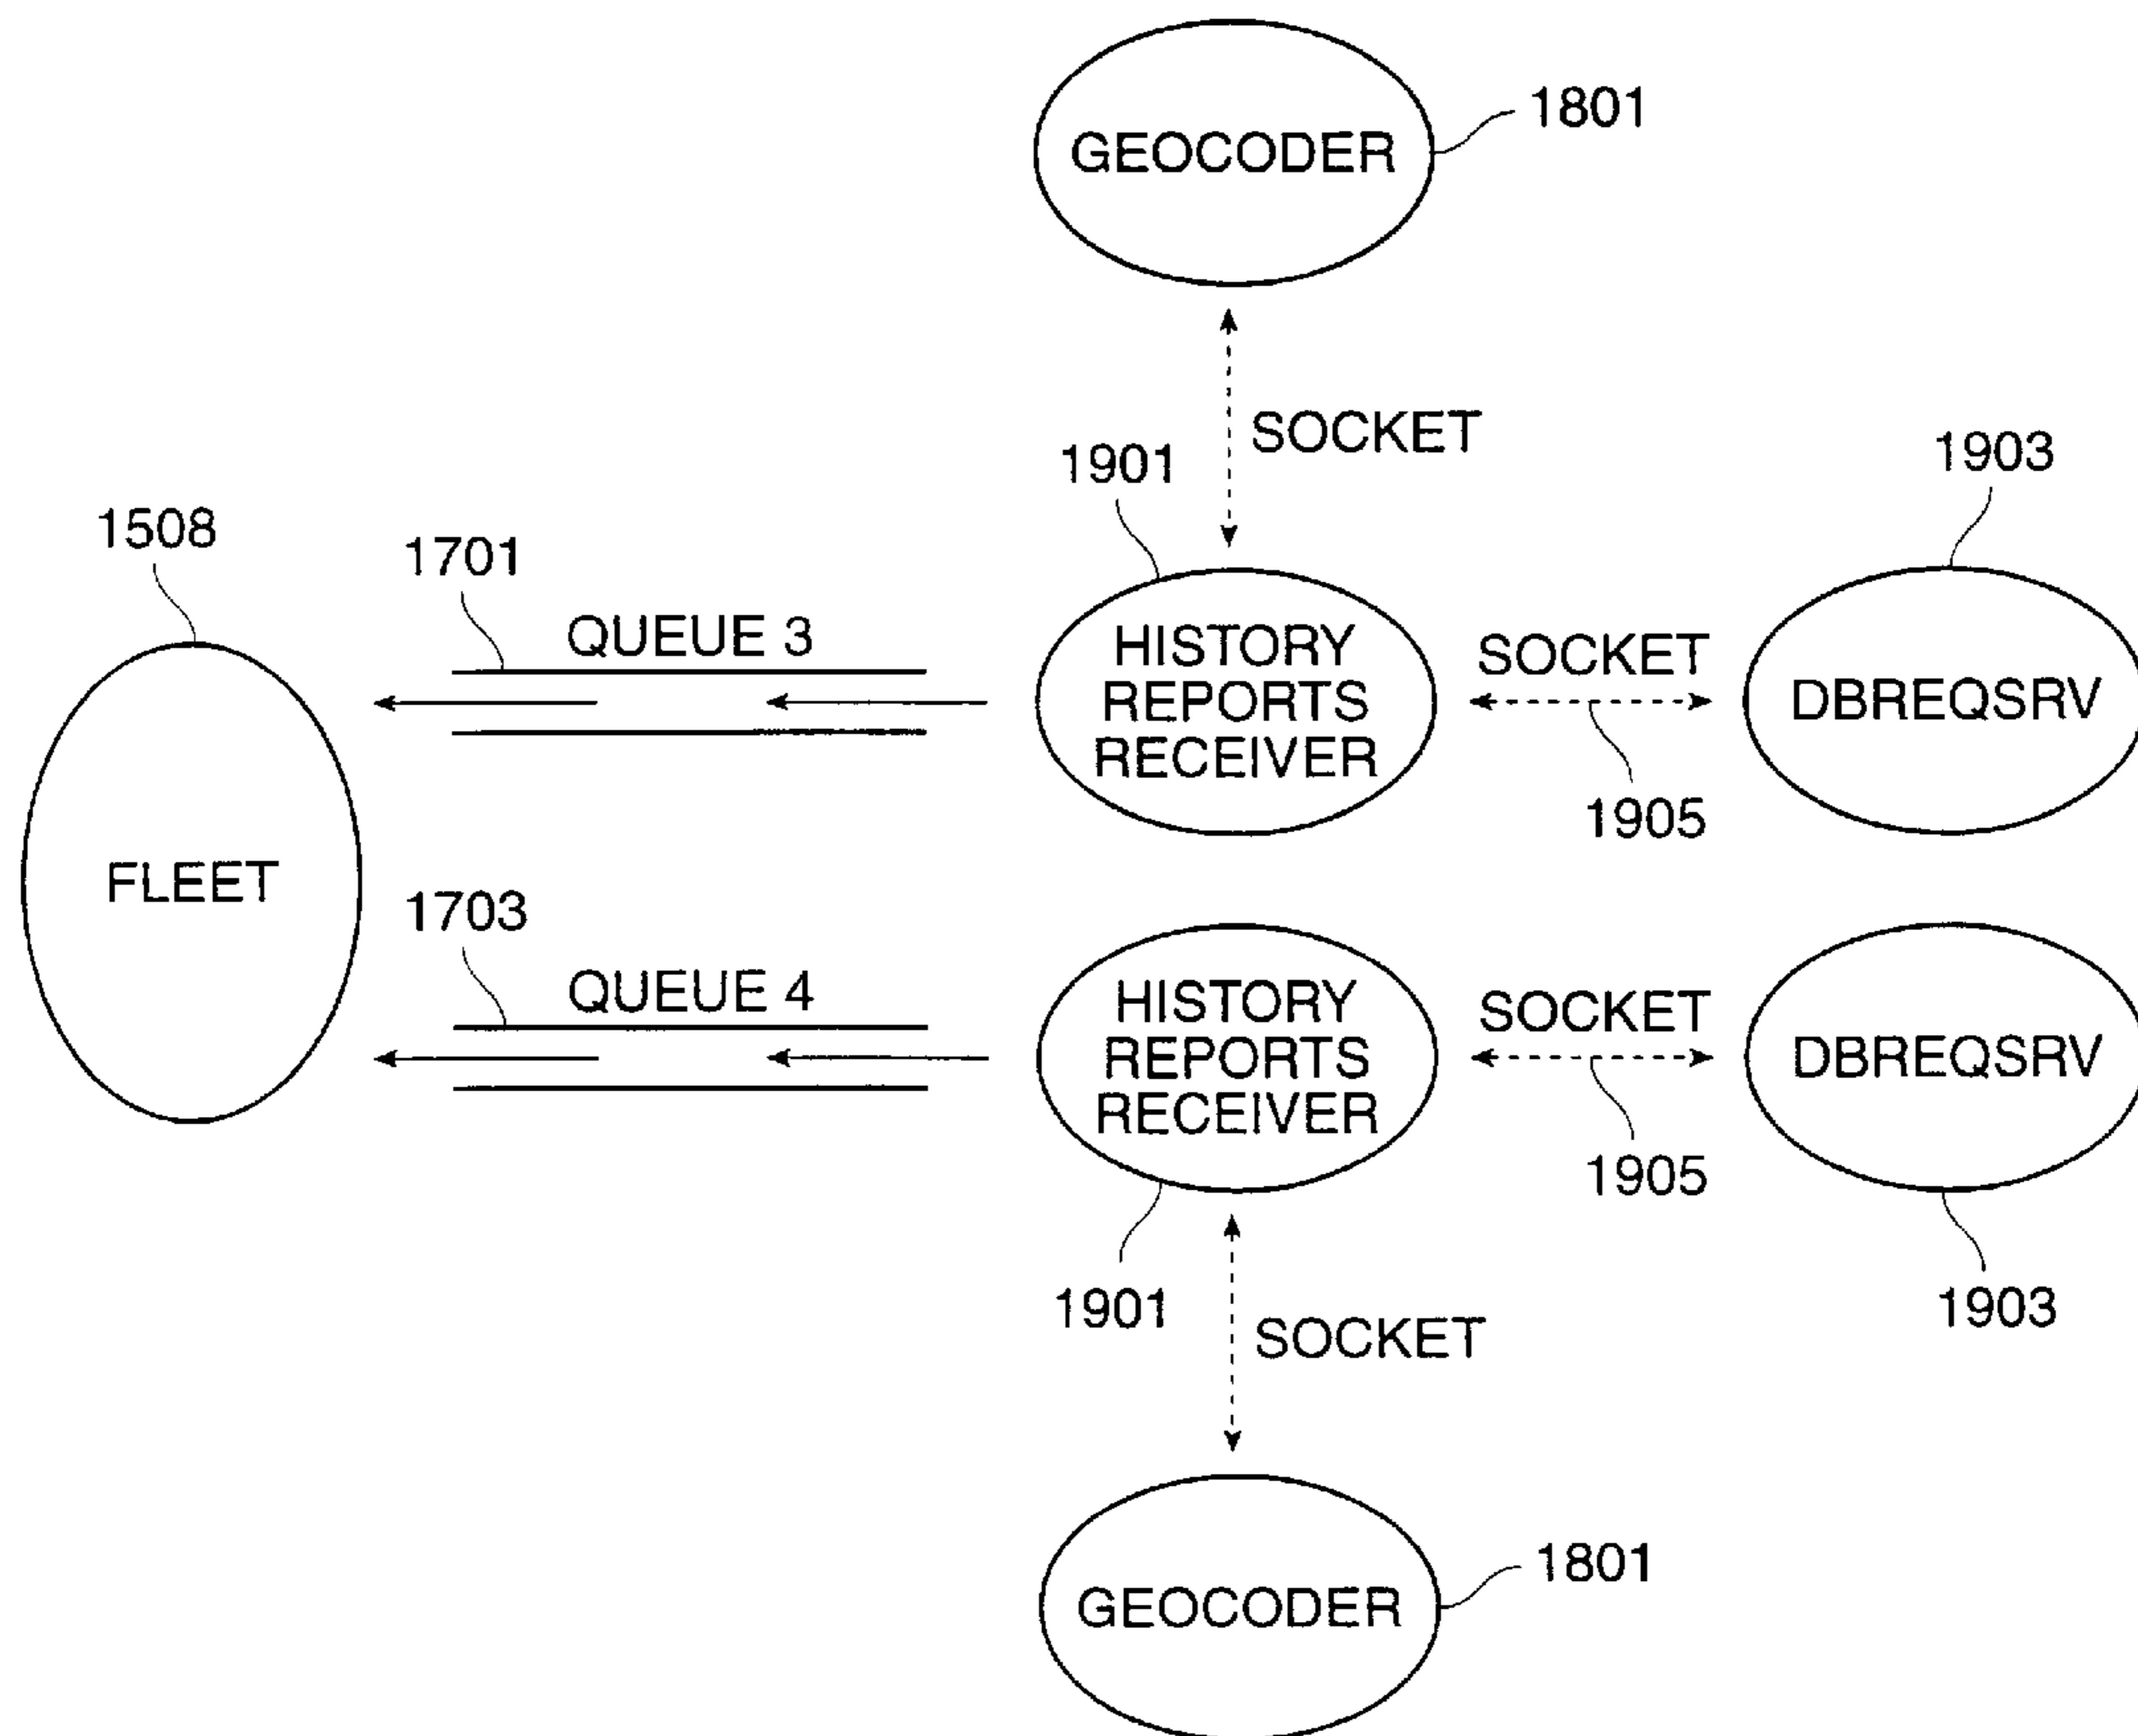 GEOCODER
1801
SOCKET
1901
1903
1508
1701
QUEUE 3
HISTORY
REPORTS
RECEIVER
SOCKET
DBREQSRV
1905
FLEET
1703
QUEUE 4
HISTORY
REPORTS
RECEIVER
SOCKET
DBREQSRV
1905
1901
1903
SOCKET
GEOCODER
1801